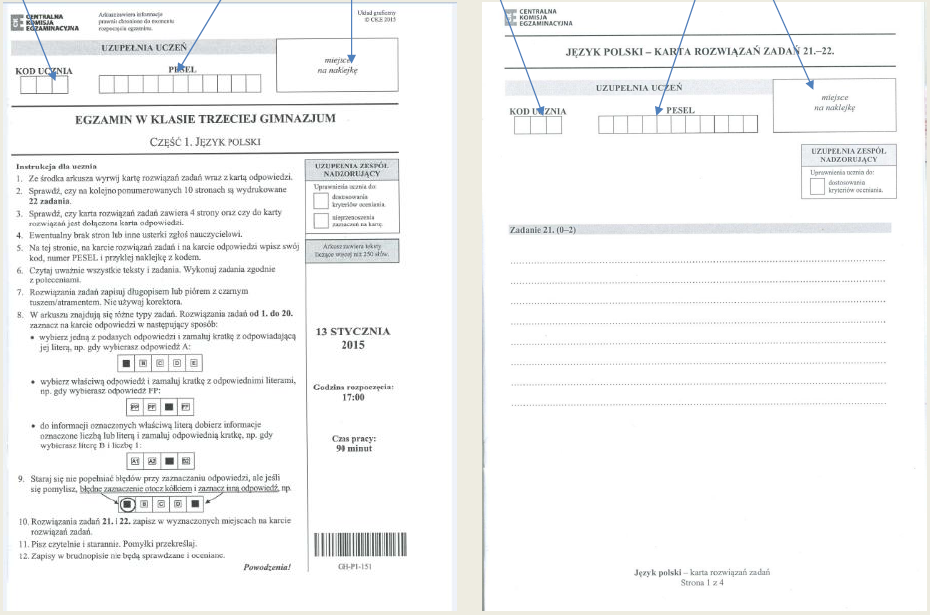 CENTRALNA
KOMISJA
EGZAMINACYJNA
Arkusz zawiera informacje
prawnie chronione do momentu
rozpoczęcia egzaminu.
Układ graficzny
© CKE 2015
UZUPEŁNIA UCZEŃ
KOD UCZNIA
PESEL
miejsce
na naklejkę
EGZAMIN W KLASIE TRZECIEJ GIMNAZJUM
CZĘŚĆ 1. JĘZYK POLSKI
Instrukcja dla ucznia
1. Ze środka arkusza wyrwij kartę rozwiązań zadań wraz z kartą odpowiedzi.
2. Sprawdź, czy na kolejno ponumerowanych 10 stronach są wydrukowane
22 zadania.
3. Sprawdź, czy karta rozwiązań zadań zawiera 4 strony oraz czy do karty
rozwiązań jest dołączona karta odpowiedzi.
4. Ewentualny brak stron lub inne usterki zgłoś nauczycielowi.
5. Na tej stronie, na karcie rozwiązań zadań i na karcie odpowiedzi wpisz swój
kod, numer PESEL i przyklej naklejkę z kodem.
6. Czytaj uważnie wszystkie teksty i zadania. Wykonuj zadania zgodnie
z poleceniami.
7. Rozwiązania zadań zapisuj długopisem lub piórem z czarnym
tuszem/atramentem. Nie używaj korektora.
8. W arkuszu znajdują się różne typy zadań. Rozwiązania zadań od 1. do 20.
zaznacz na karcie odpowiedzi w następujący sposób:
• wybierz jedną z podanych odpowiedzi i zamaluj kratkę z odpowiadającą
jej literą, np. gdy wybierasz odpowiedź A:
B C D E
• wybierz właściwą odpowiedź i zamaluj kratkę z odpowiednimi literami,
np. gdy wybierasz odpowiedź FP:
PP PF FF
• do informacji oznaczonych właściwą literą dobierz informacje
oznaczone liczbą lub literą i zamaluj odpowiednią kratkę, np. gdy
wybierasz literę B i liczbę 1:
A1 A2 B2
9. Staraj się nie popełniać błędów przy zaznaczaniu odpowiedzi, ale jeśli
się pomylisz, błędne zaznaczenie otocz kółkiem i zaznacz inną odpowiedź, np.
B C D
10. Rozwiązania zadań 21. i 22. zapisz w wyznaczonych miejscach na karcie
rozwiązań zadań.
11. Pisz czytelnie i starannie. Pomyłki przekreślaj.
12. Zapisy w brudnopisie nie będą sprawdzane i oceniane.
Powodzenia!
UZUPEŁNIA ZESPÓŁ
NADZORUJĄCY
Uprawnienia ucznia do:
dostosowania
kryteriów oceniania.
nieprzenoszenia
zaznaczeń na kartę.
Arkusz zawiera teksty
liczące więcej niż 250 słów.
13 STYCZNIA
2015
Godzina rozpoczęcia:
17:00
Czas pracy:
90 minut
GH-P1-151
CENTRALNA
KOMISJA
EGZAMINACYJNA
JĘZYK POLSKI – KARTA ROZWIĄZAŃ ZADAŃ 21.–22.
UZUPEŁNIA UCZEŃ
KOD UCZNIA
PESEL
miejsce
na naklejkę
UZUPEŁNIA ZESPÓŁ
NADZORUJĄCY
Uprawnienia ucznia do:
dostosowania
kryteriów oceniania.
Zadanie 21. (0–2)
Język polski – karta rozwiązań zadań
Strona 1 z 4